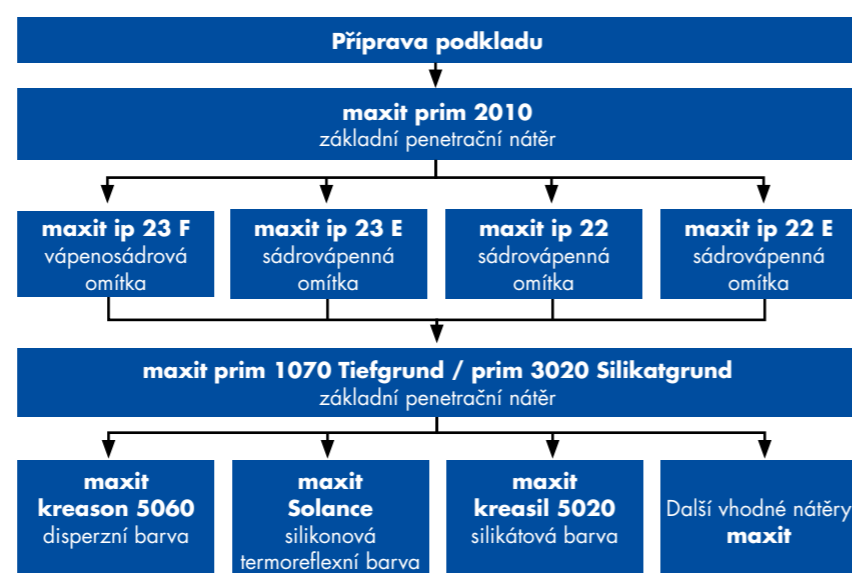 Příprava podkladu
maxit prim 2010
základní penetrační nátěr
maxit ip 23 F
vápenosádrová
omítka
maxit ip 23 E
sádrovápenná
omítka
maxit ip 22
sádrovápenná
omítka
maxit ip 22 E
sádrovápenná
omítka
maxit prim 1070 Tiefgrund / prim 3020 Silikatgrund
základní penetrační nátěr
maxit
kreason 5060
disperzní barva
maxit
Solance
silikonová
termoreflexní barva
maxit
kreasil 5020
silikátová barva
Další vhodné nátěry
maxit